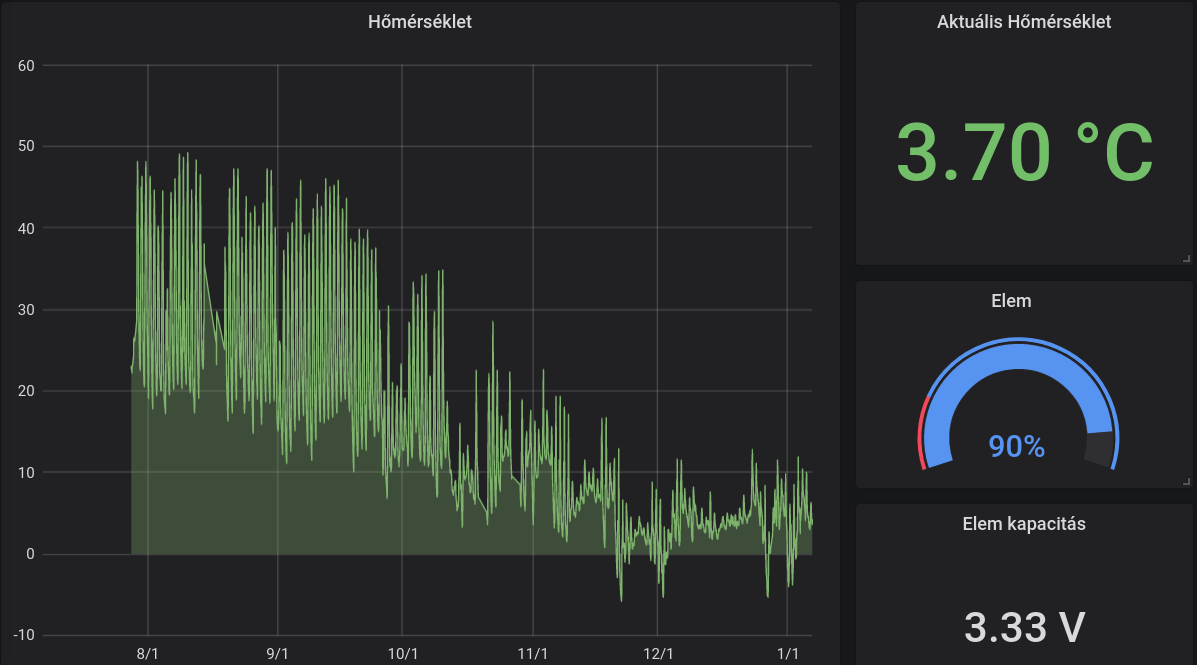 Hőmérséklet
60
50
40
30
20
10
0
-10
8/1 9/1 10/1 11/1 12/1 1/1
Aktuális Hőmérséklet
3.70 °C
Elem
90%
Elem kapacitás
3.33 V